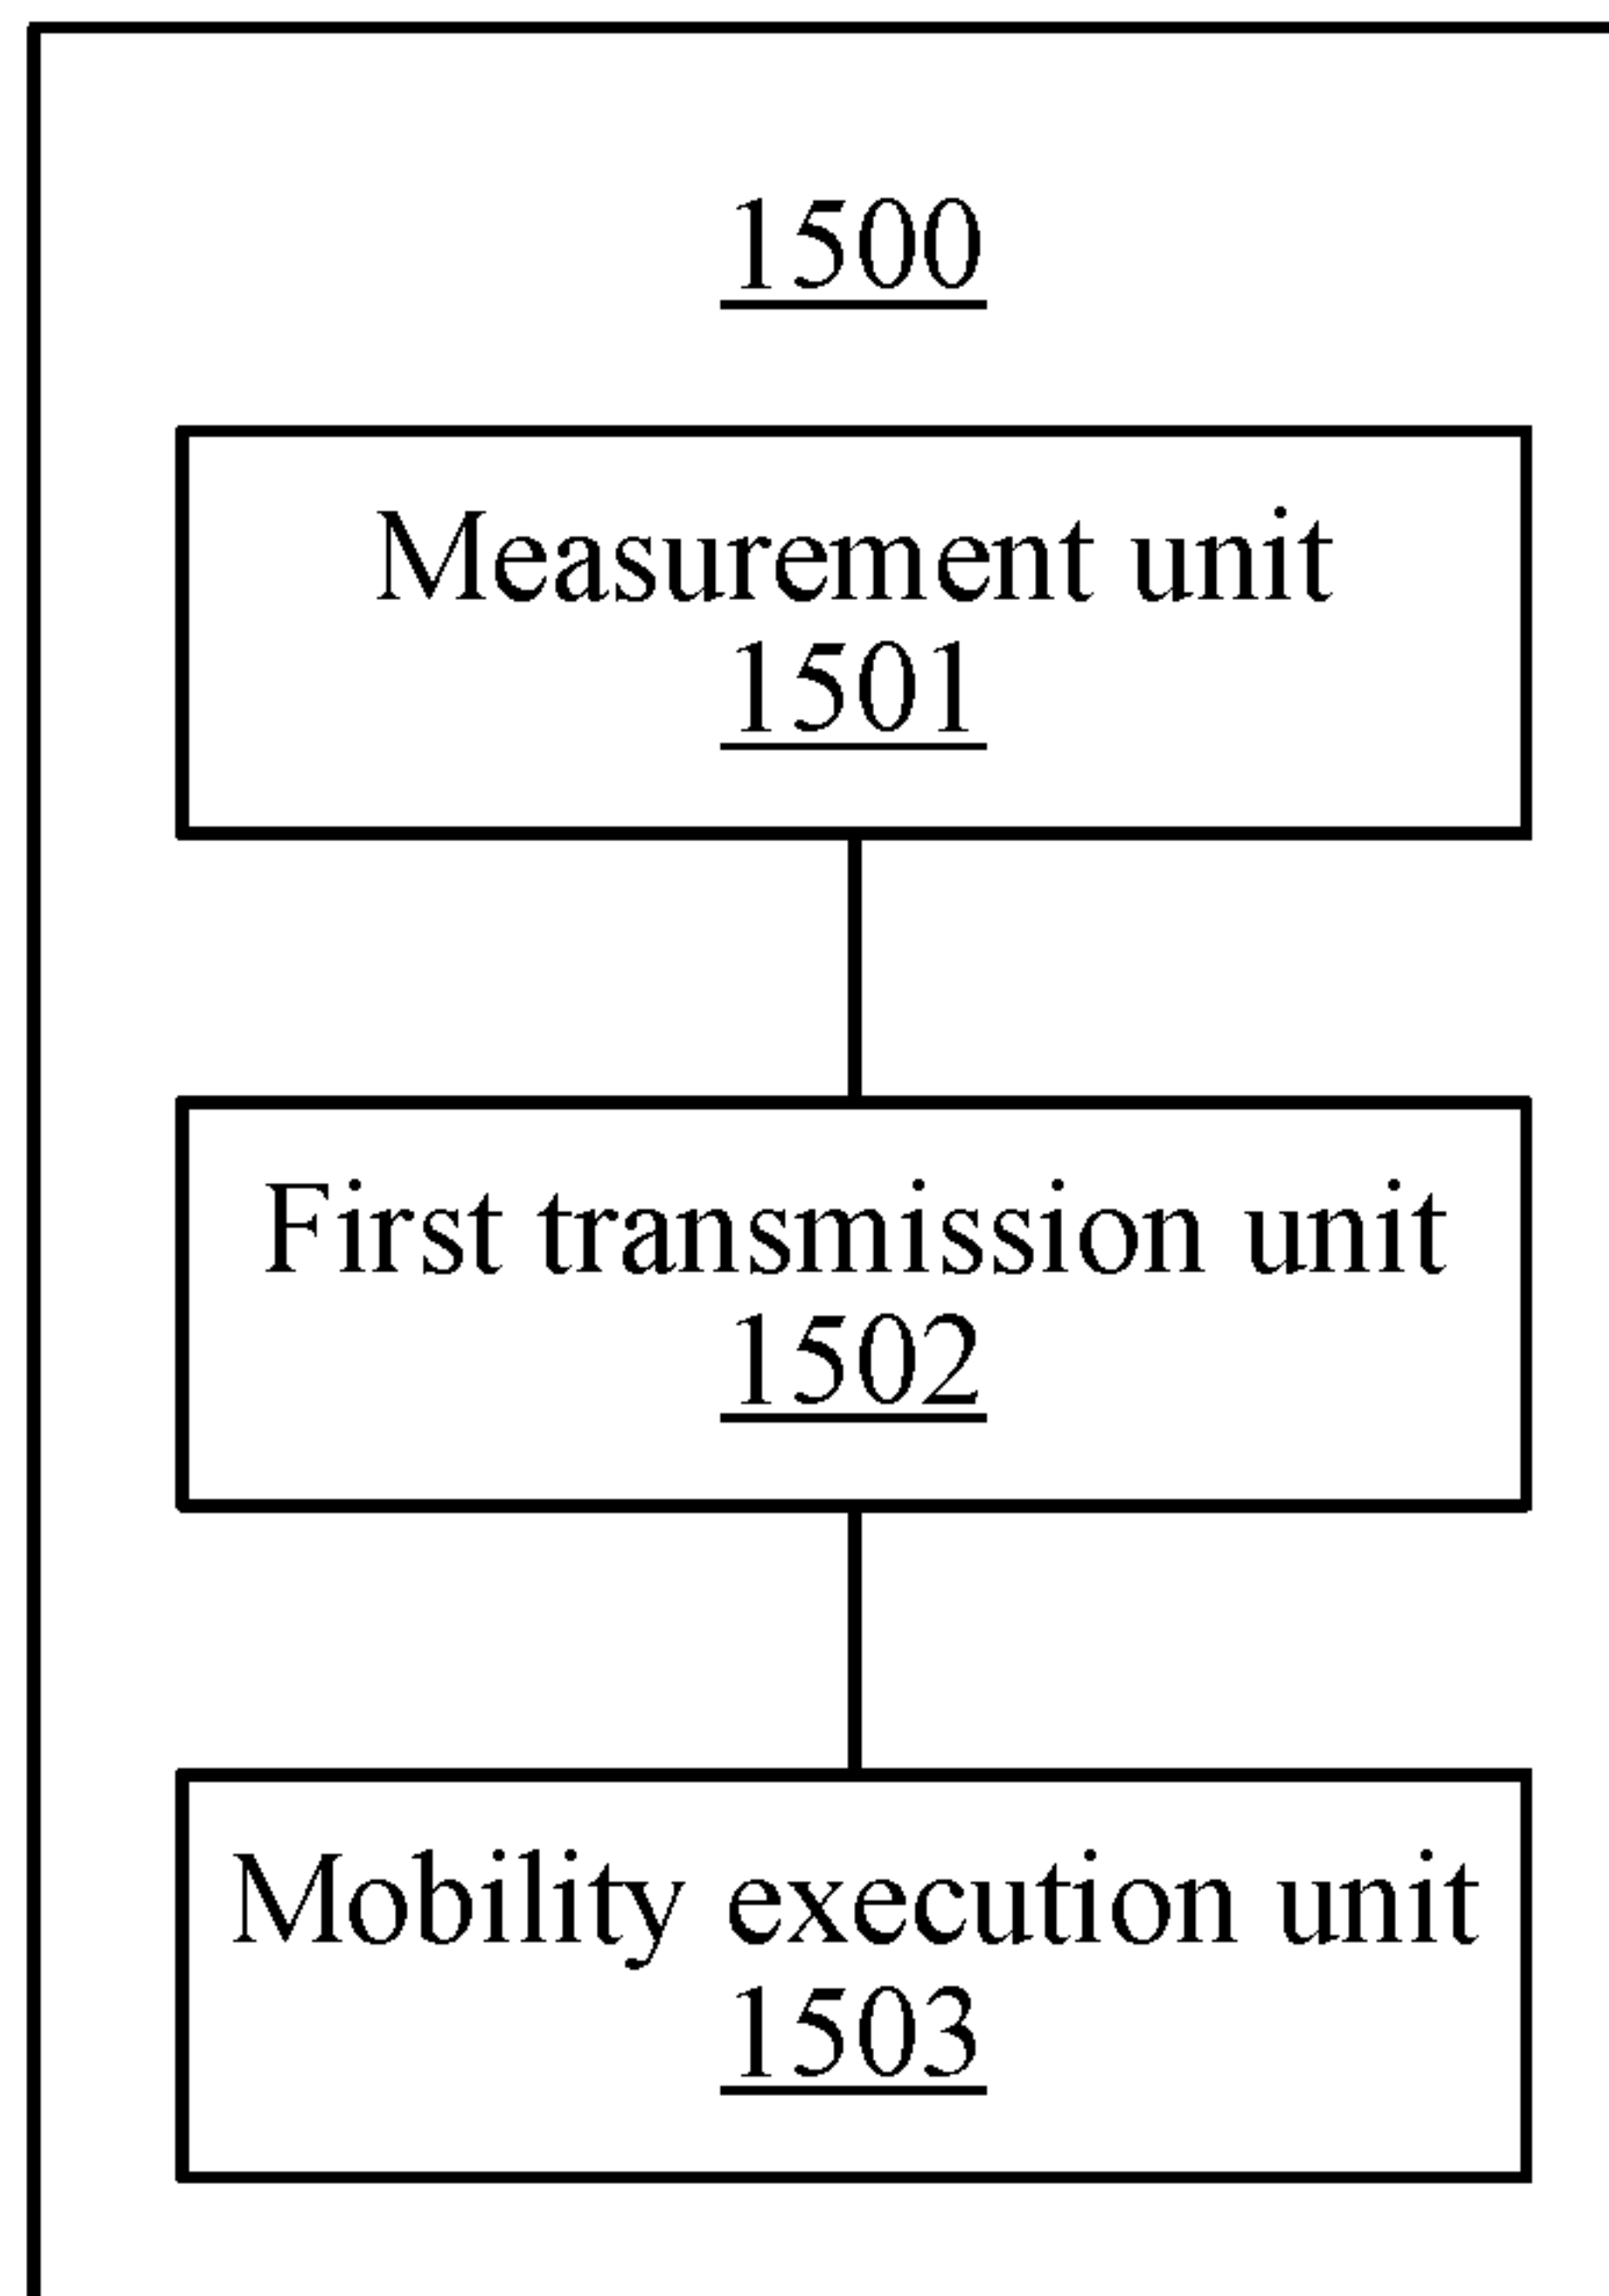 1500
Measurement unit
1501
First transmission unit
1502
Mobility execution unit
1503